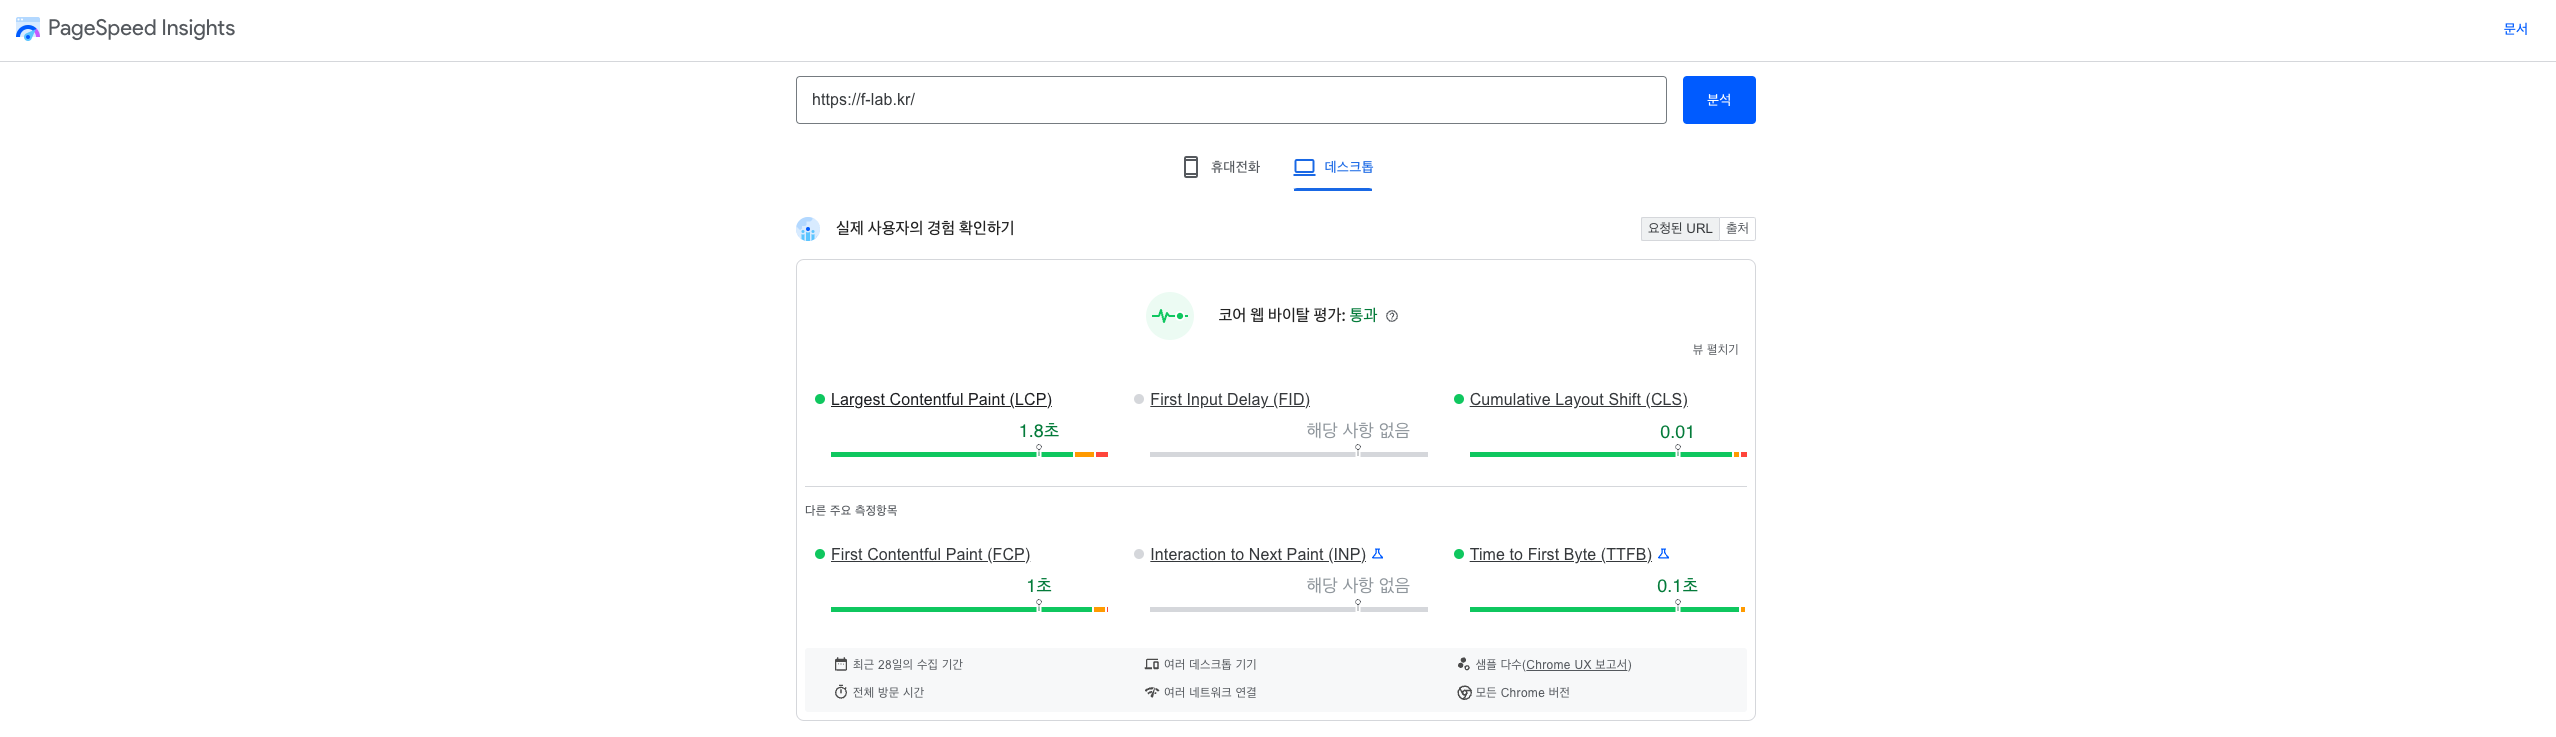 PageSpeed Insights
문서
https://f-lab.kr/
분석
휴대전화
데스크톱
실제 사용자의 경험 확인하기
요청된 URL
출처
코어 웹 바이탈 평가: 통과
뷰 펼치기
Largest Contentful Paint (LCP)
1.8초
First Input Delay (FID)
해당 사항 없음
Cumulative Layout Shift (CLS)
0.01
다른 주요 측정항목
First Contentful Paint (FCP)
1초
Interaction to Next Paint (INP)
해당 사항 없음
Time to First Byte (TTFB)
0.1초
최근 28일의 수집 기간
여러 데스크톱 기기
샘플 다수(Chrome UX 보고서)
전체 방문 시간
여러 네트워크 연결
모든 Chrome 버전